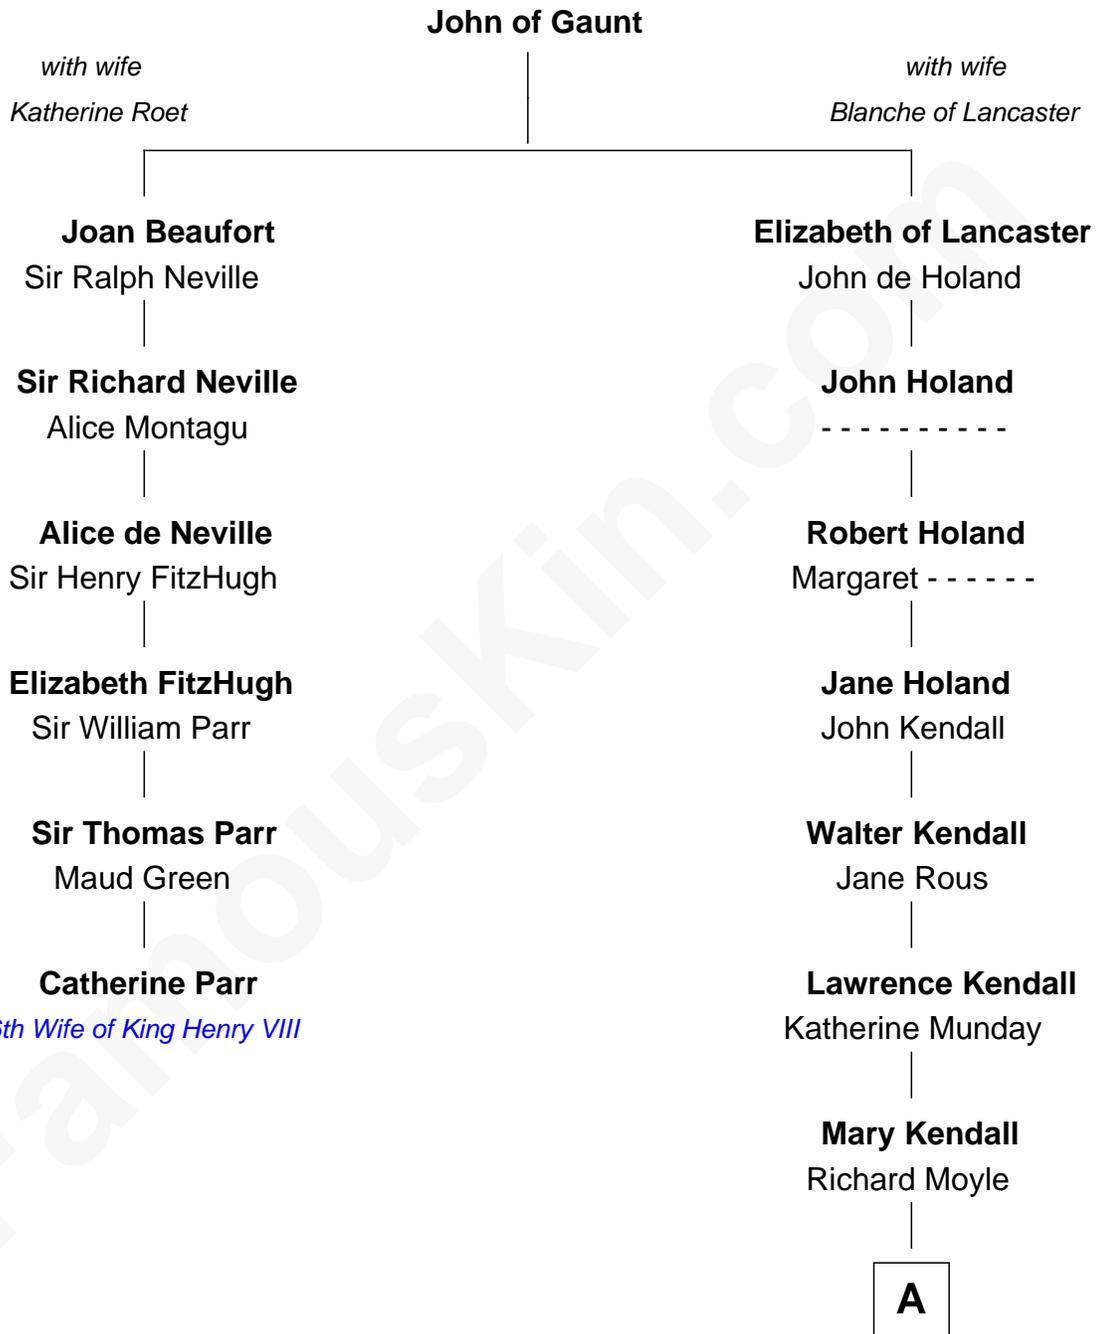 John of Gaunt
with wife
Katherine Roet
with wife
Blanche of Lancaster
Joan Beaufort
Sir Ralph Neville
Sir Richard Neville
Alice Montagu
Alice de Neville
Sir Henry FitzHugh
Elizabeth FitzHugh
Sir William Parr
Sir Thomas Parr
Maud Green
Catherine Parr
6th Wife of King Henry VIII
Elizabeth of Lancaster
John de Holand
John Holand
- - - - - - - - - -
Robert Holand
Margaret - - - - - -
Jane Holand
John Kendall
Walter Kendall
Jane Rous
Lawrence Kendall
Katherine Munday
Mary Kendall
Richard Moyle
A
FamousKin.com